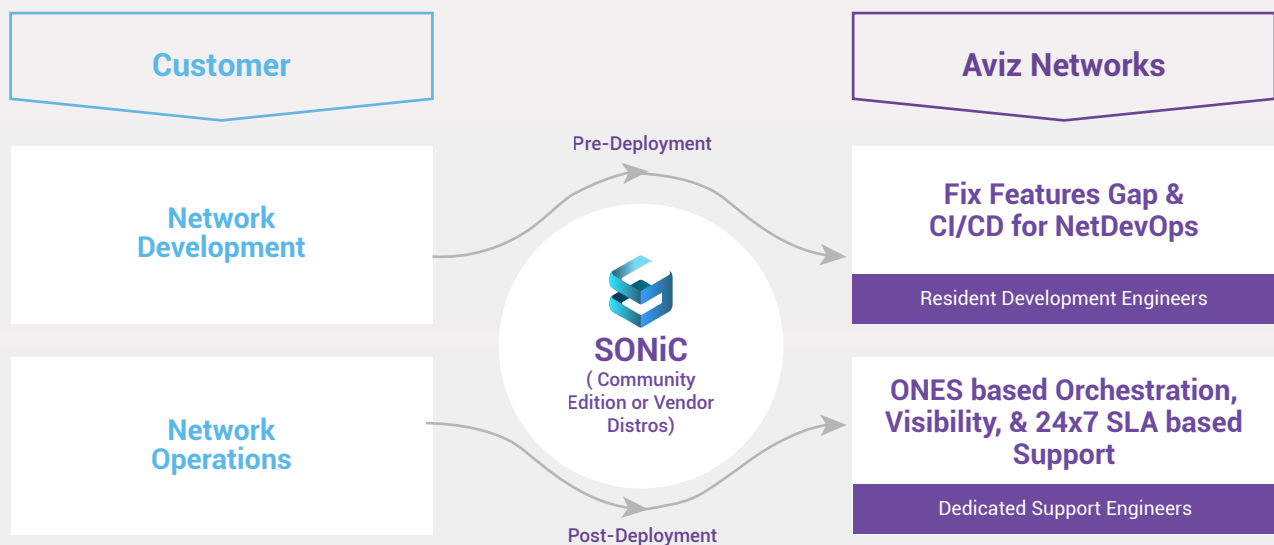 Customer
Aviz Networks
Pre-Deployment
Network
Development
Fix Features Gap &
CI/CD for NetDevOps
Resident Development Engineers
SONiC
( Community
Edition or Vendor
Distros)
Network
Operations
ONES based Orchestration,
Visibility, & 24x7 SLA based
Support
Dedicated Support Engineers
Post-Deployment